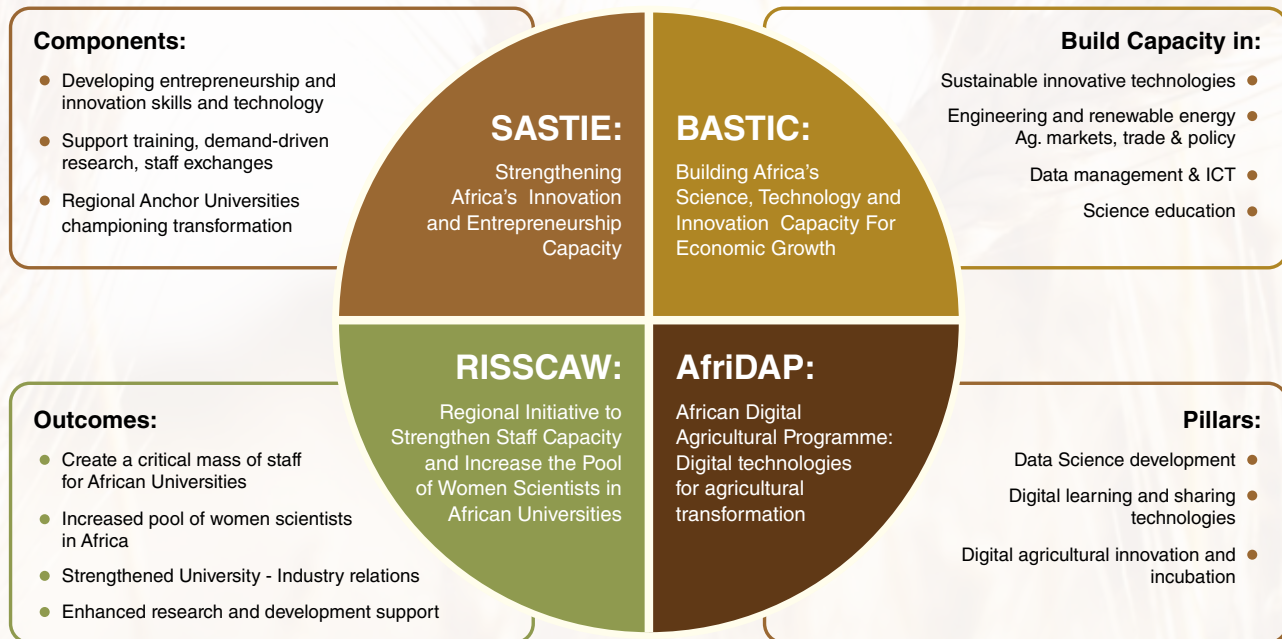 Components:
Developing entrepreneurship and
innovation skills and technology
Support training, demand-driven
research, staff exchanges
Regional Anchor Universities
championing transformation
SASTIE:
Strengthening
Africa's Innovation
and Entrepreneurship
Capacity
BASTIC:
Building Africa's
Science, Technology and
Innovation Capacity For
Economic Growth
Build Capacity in:
Sustainable innovative technologies
Engineering and renewable energy
Ag. markets, trade & policy
Data management & ICT
Science education
Outcomes:
Create a critical mass of staff
for African Universities
Increased pool of women scientists
in Africa
Strengthened University - Industry relations
Enhanced research and development support
RISSCAW:
Regional Initiative to
Strengthen Staff Capacity
and Increase the Pool
of Women Scientists in
African Universities
AfriDAP:
African Digital
Agricultural Programme:
Digital technologies
for agricultural
transformation
Pillars:
Data Science development
Digital learning and sharing
technologies
Digital agricultural innovation and
incubation